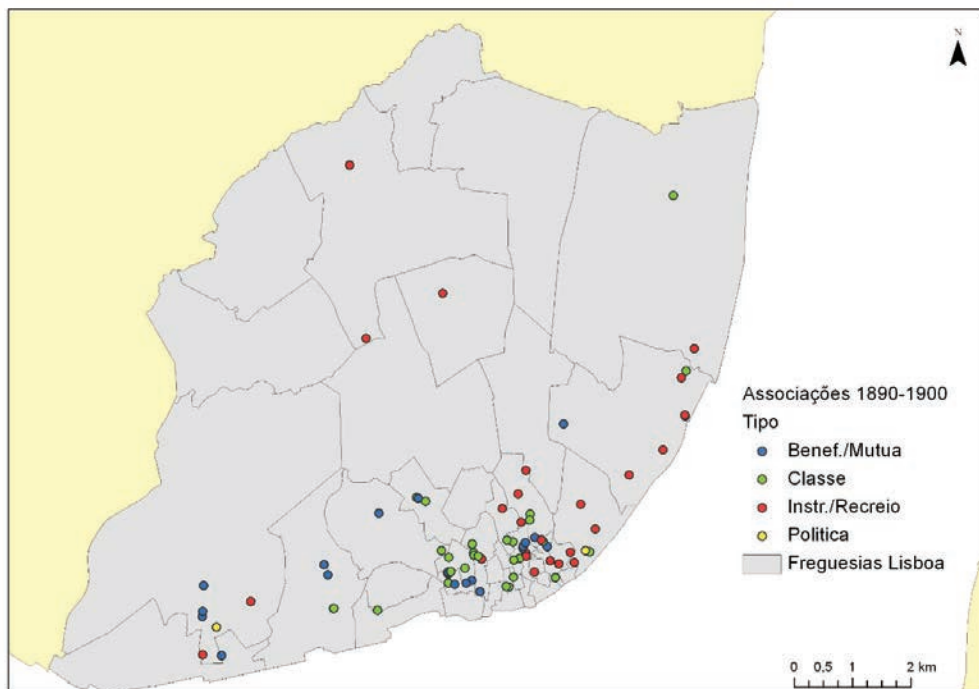 N
Associações 1890-1900
Tipo
Benef./Mutua
Classe
Instr./Recreio
Politica
Freguesias Lisboa
0 0,5 1 2 km